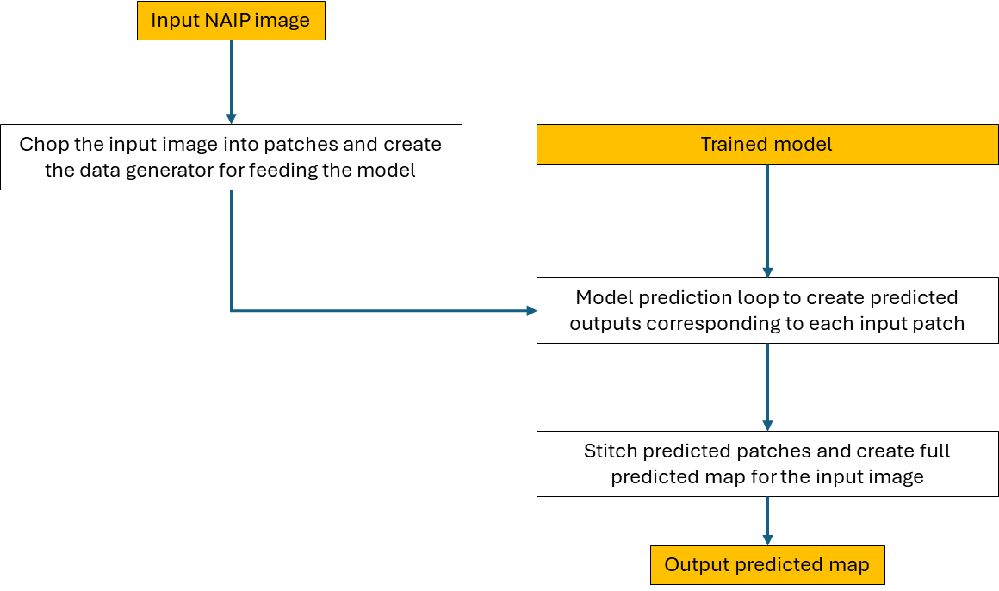 Input NAIP image
Chop the input image into patches and create
the data generator for feeding the model
Trained model
Model prediction loop to create predicted
outputs corresponding to each input patch
Stitch predicted patches and create full
predicted map for the input image
Output predicted map